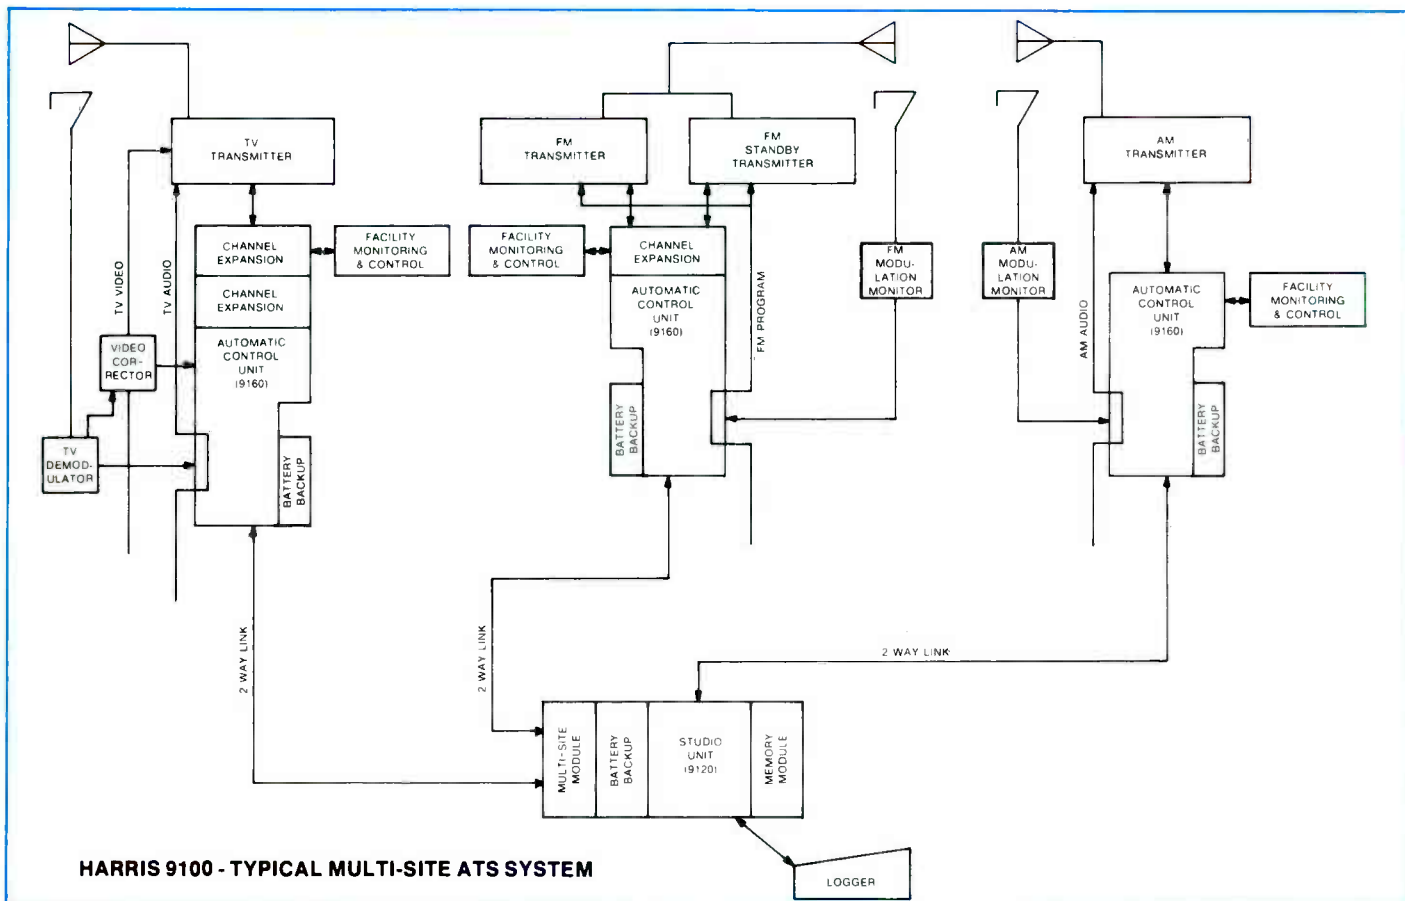 TV
TRANSMITTER
FM
TRANSMITTER
FM
STANDBY
TRANSMITTER
AM
TRANSMITTER
CHANNEL
EXPANSION
CHANNEL
EXPANSION
AUTOMATIC
CONTROL
UNIT
(9160)
BATTERY
BACKUP
FACILITY
MONITORING
& CONTROL
TV VIDEO
TV AUDIO
VIDEO
COR-
RECTOR
TV
DEMOD-
ULATOR
FACILITY
MONITORING
& CONTROL
CHANNEL
EXPANSION
AUTOMATIC
CONTROL
UNIT
(9160)
BATTERY
BACKUP
FM PROGRAM
FM
MODU-
LATION
MONITOR
AM
MODU-
LATION
MONITOR
AM AUDIO
AUTOMATIC
CONTROL
UNIT
(9160)
BATTERY
BACKUP
FACILITY
MONITORING
& CONTROL
2 WAY LINK
2 WAY LINK
2 WAY LINK
MULTI-SITE
MODULE
BATTERY
BACKUP
STUDIO
UNIT
(9120)
MEMORY
MODULE
LOGGER
HARRIS 9100 - TYPICAL MULTI-SITE ATS SYSTEM